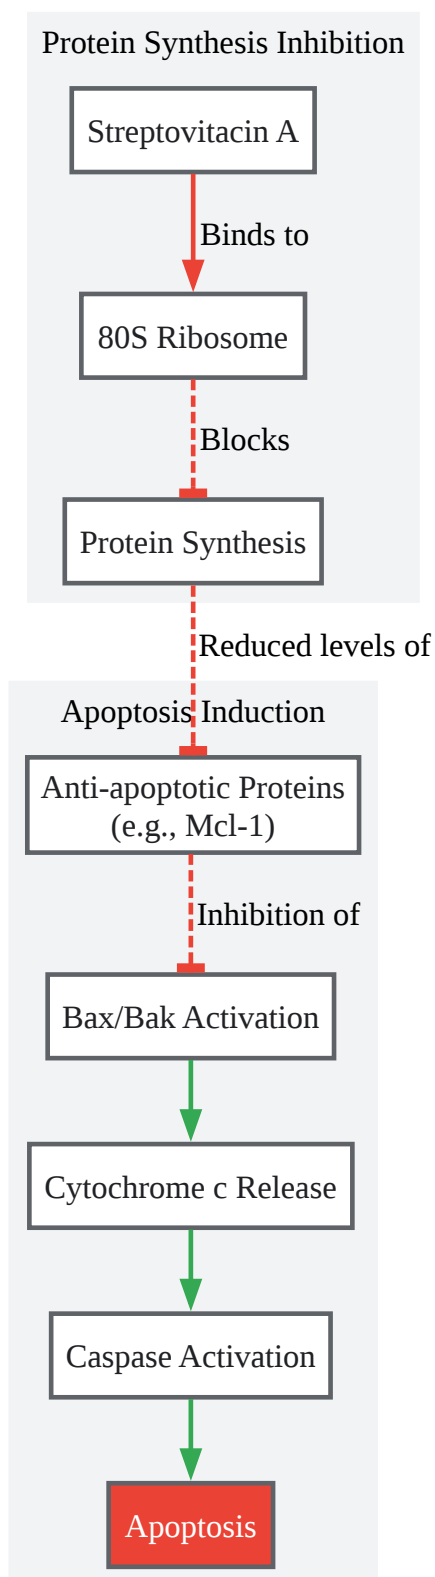 Protein Synthesis Inhibition
Streptovitacin A
Binds to
80S Ribosome
Blocks
Protein Synthesis
Reduced levels of
Apoptosis Induction
Anti-apoptotic Proteins
(e.g., Mcl-1)
Inhibition of
Bax/Bak Activation
Cytochrome c Release
Caspase Activation
Apoptosis